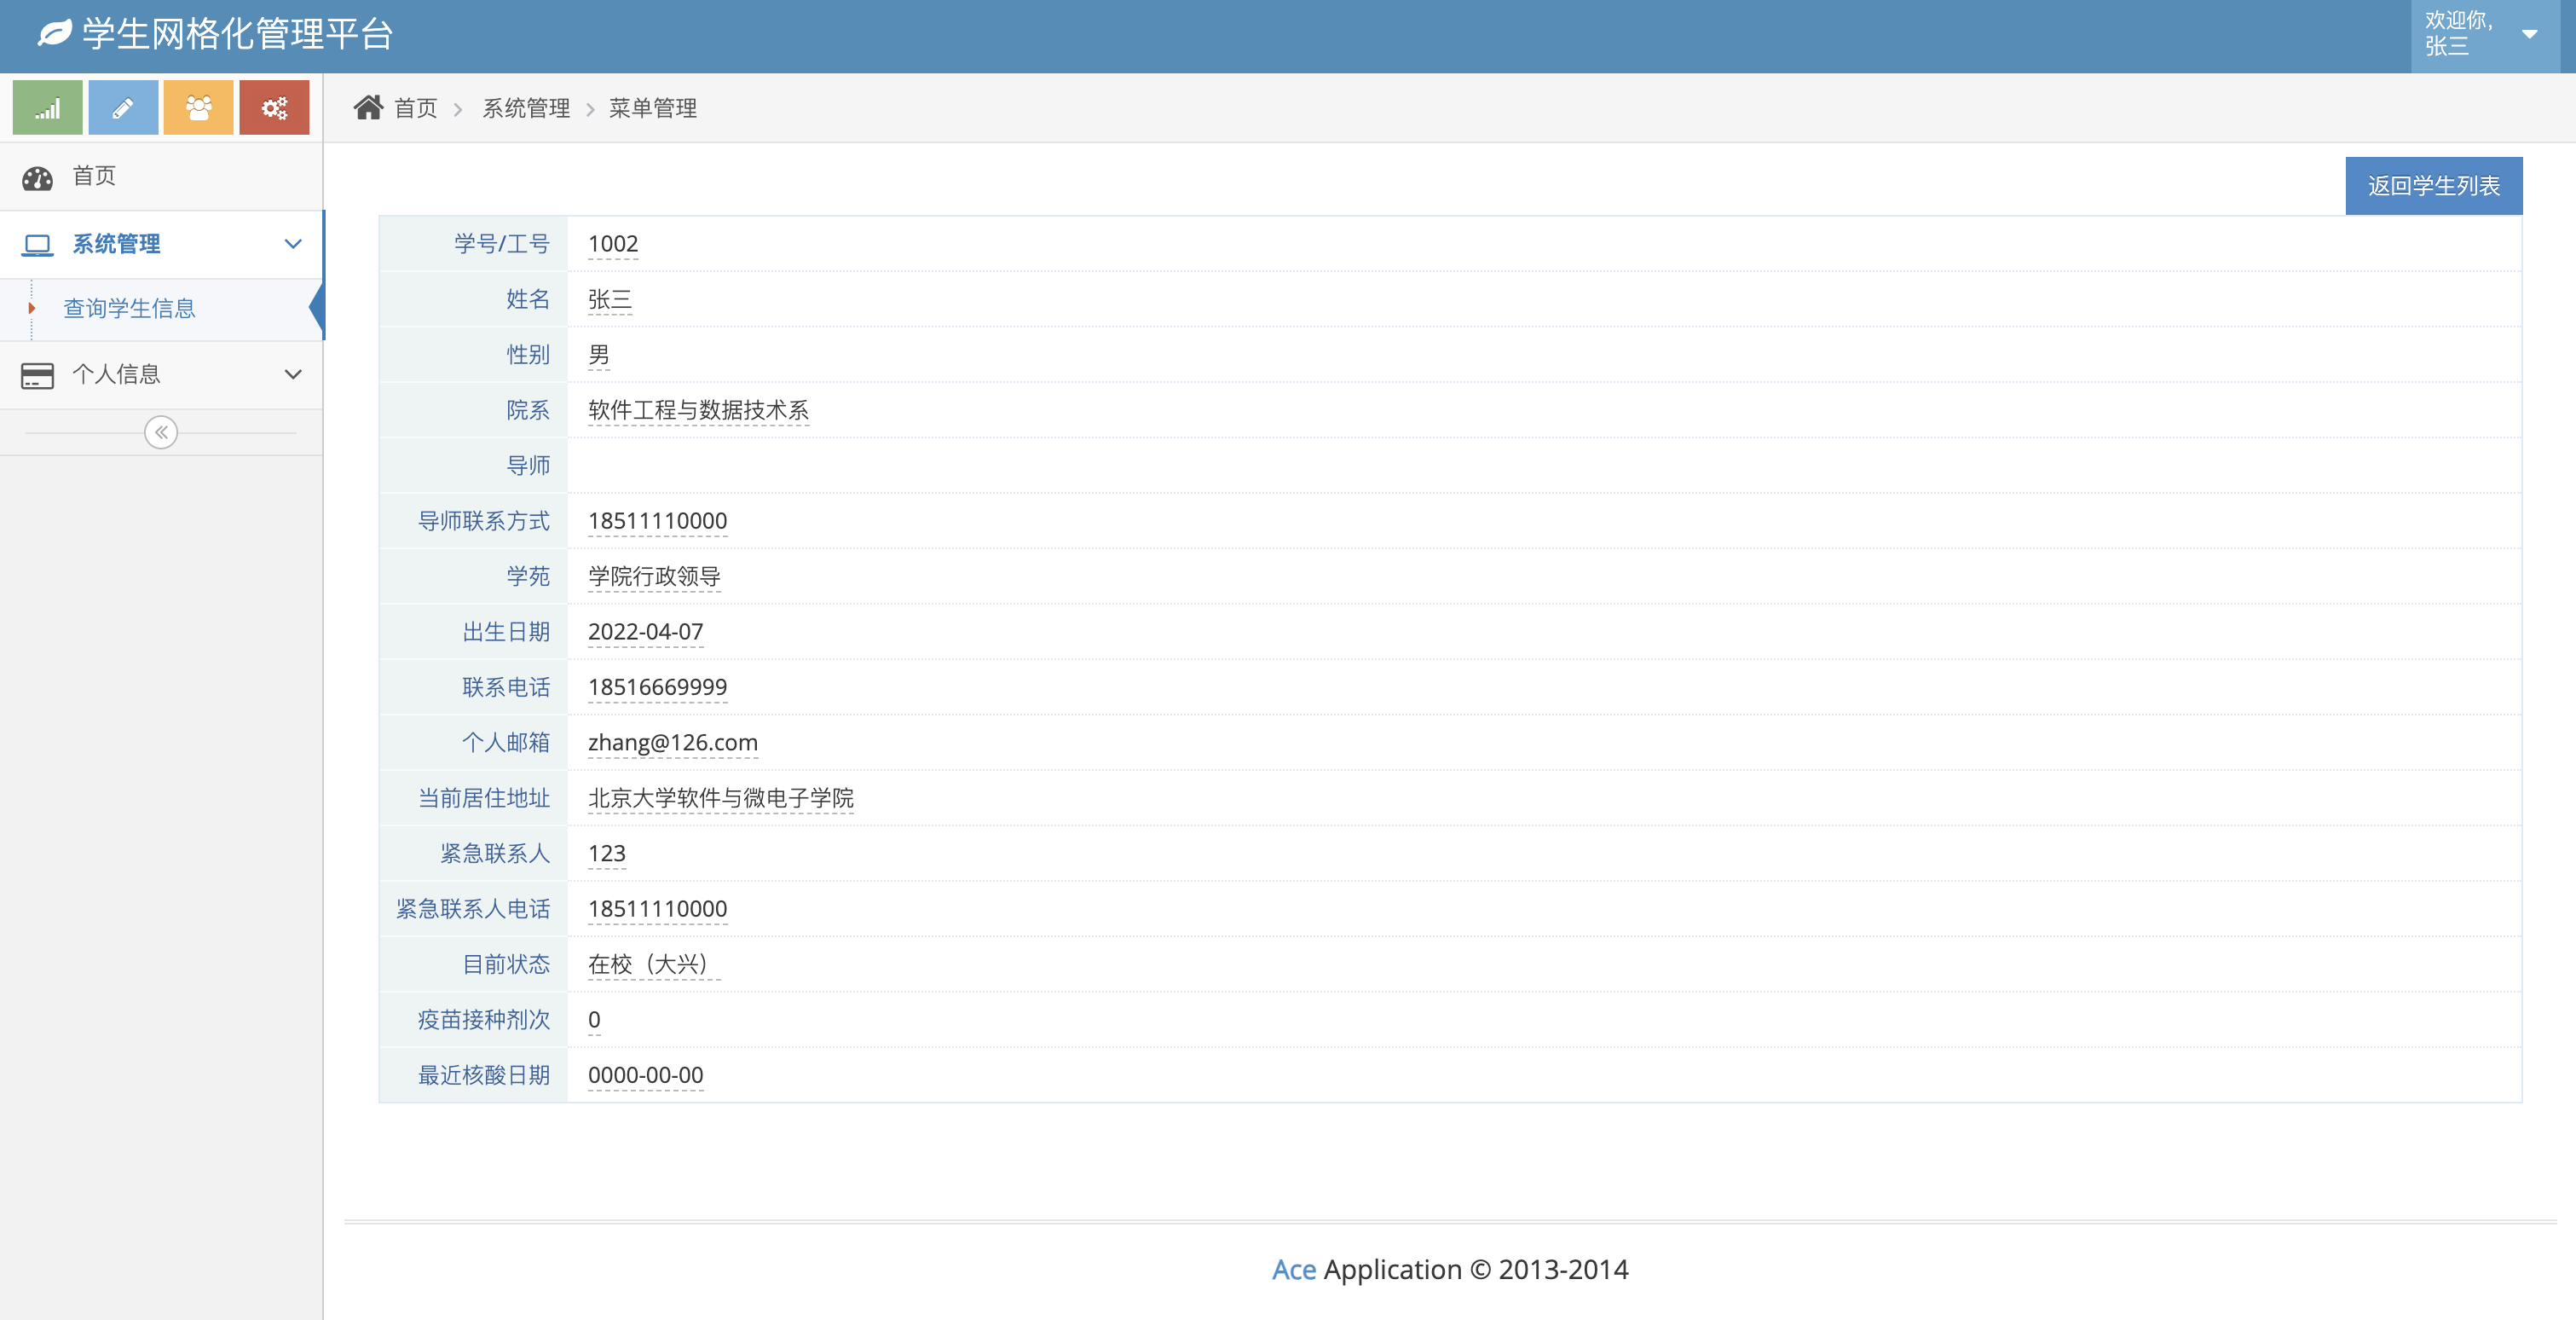 学生网格化管理平台
欢迎你,
张三
首页
系统管理
菜单管理
首页
系统管理
查询学生信息
个人信息
返回学生列表
学号/工号 1002
姓名 张三
性别 男
院系 软件工程与数据技术系
导师
导师联系方式 18511110000
学苑 学院行政领导
出生日期 2022-04-07
联系电话 18516669999
个人邮箱 zhang@126.com
当前居住地址 北京大学软件与微电子学院
紧急联系人 123
紧急联系人电话 18511110000
目前状态 在校（大兴）
疫苗接种剂次 0
最近核酸日期 0000-00-00
Ace Application © 2013-2014